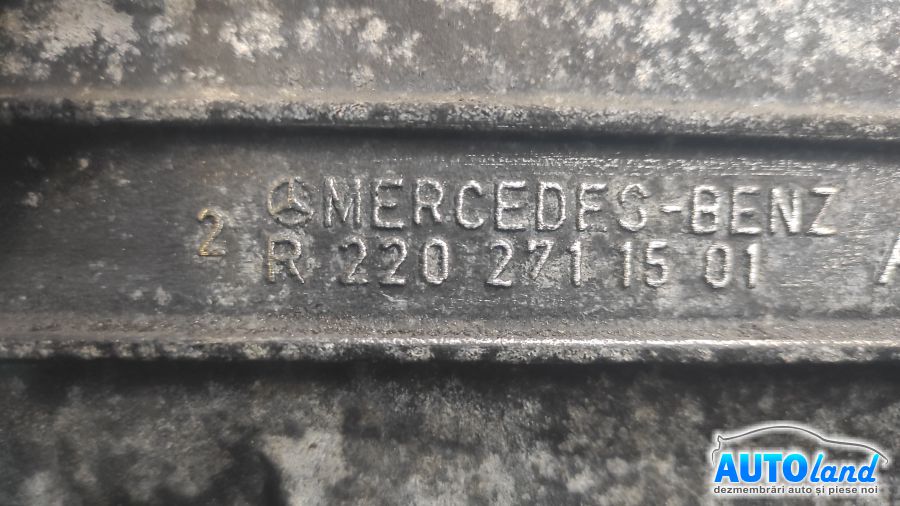 2 MERCEDES-BENZ
R 220 271 15 01 A
AUTOland
dezmembrări auto și piese noi